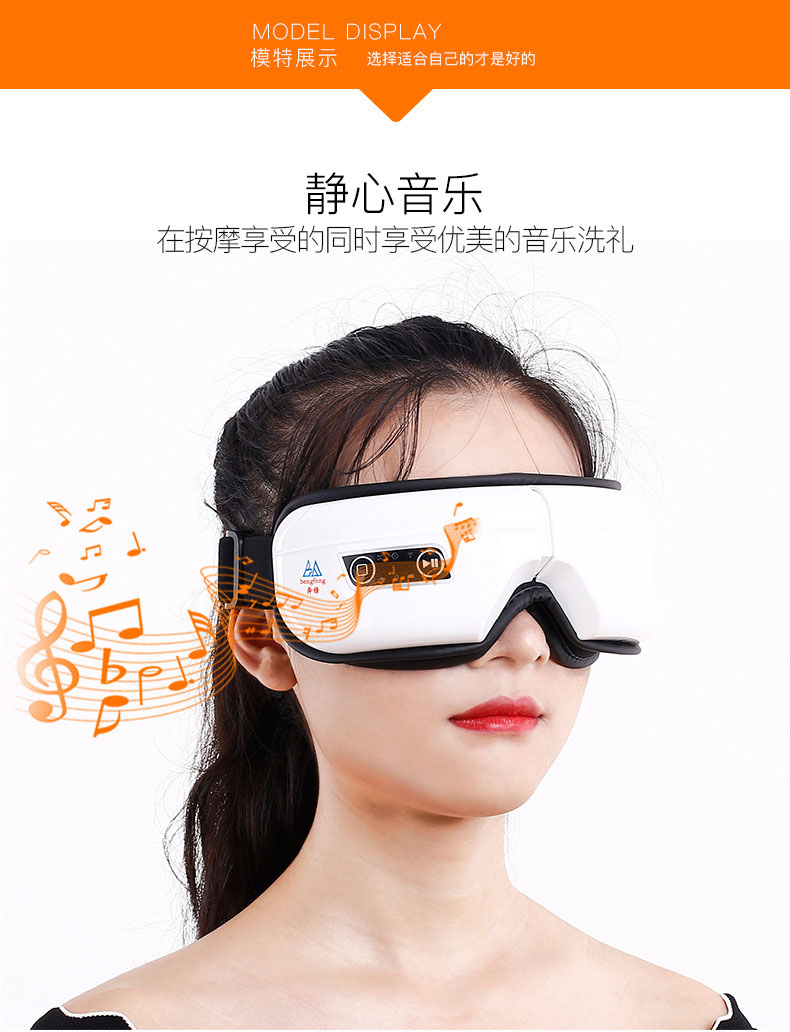 MODEL DISPLAY
模特展示 选择适合自己的才是好的
静心音乐
在按摩享受的同时享受优美的音乐洗礼
bengfeng
奔锋